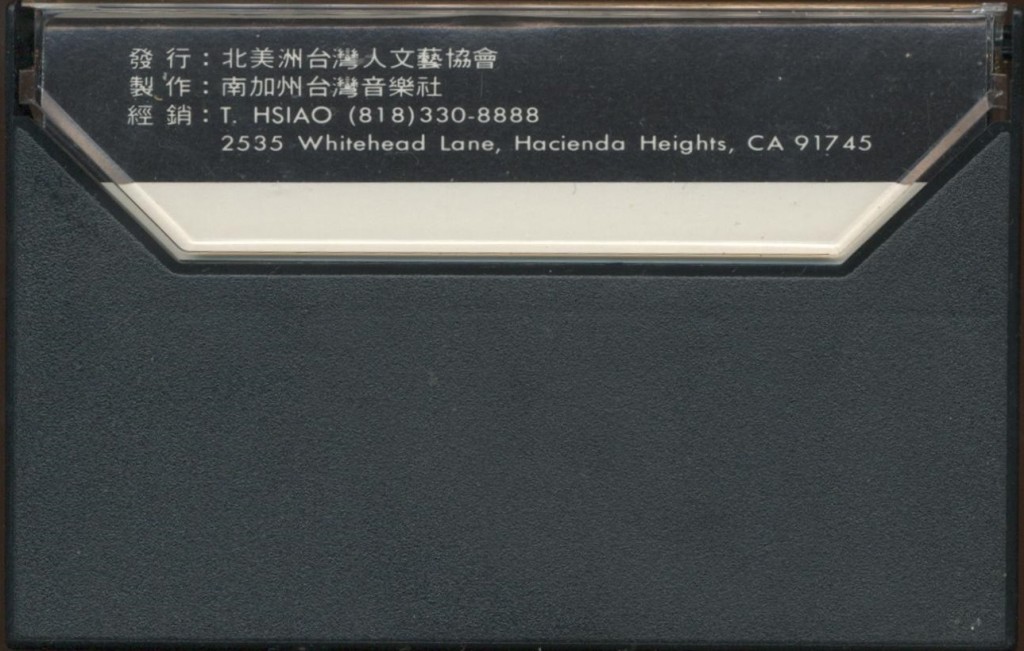 發 行：北美洲台灣人文藝協會
製 作：南加州台灣音樂社
經 銷：T. HSIAO (818)330-8888
2535 Whitehead Lane, Hacienda Heights, CA 91745